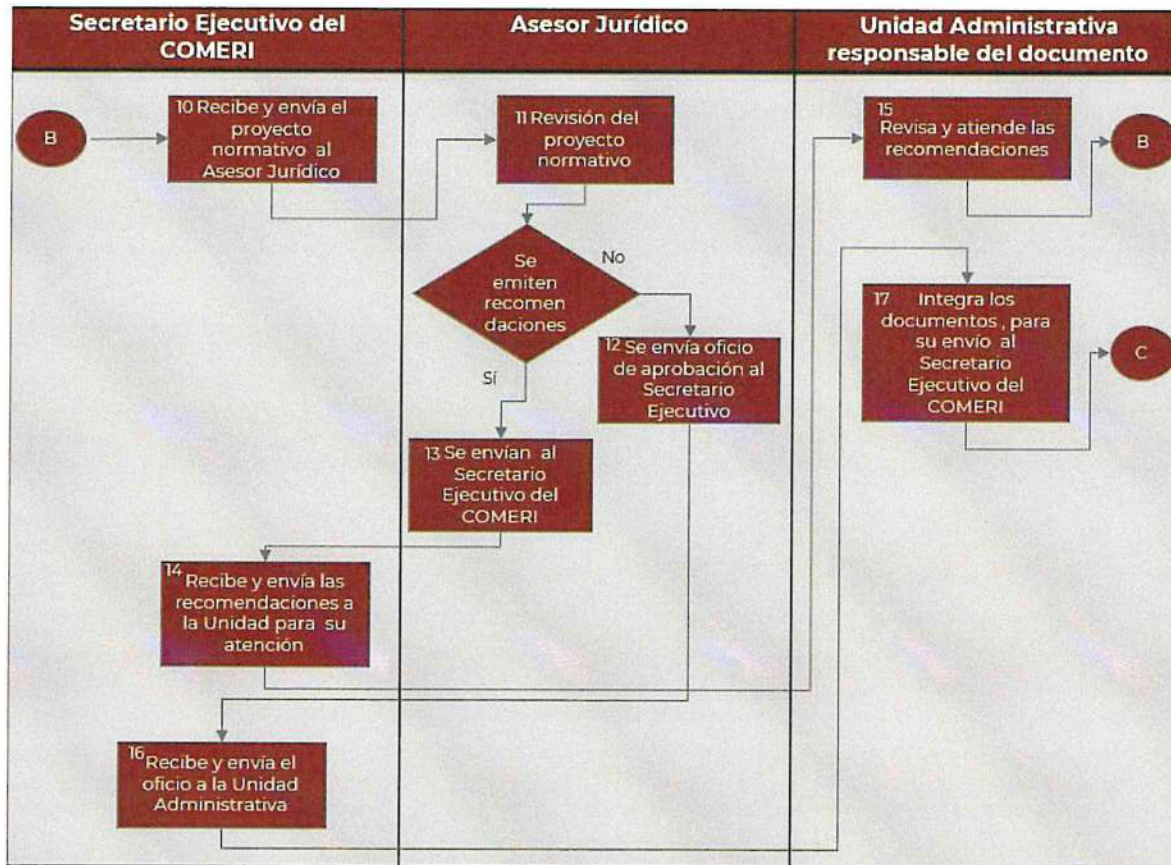 Secretario Ejecutivo del
COMERI
Asesor Jurídico
Unidad Administrativa
responsable del documento
B
10 Recibe y envía el
proyecto
normativo al
Asesor Jurídico
11 Revisión del
proyecto
normativo
15
Revisa y atiende las
recomendaciones
B
Se
emiten
recomen
daciones
No
Sí
17 Integra los
documentos , para
su envío al
Secretario
Ejecutivo del
COMERI
C
12 Se envía oficio
de aprobación al
Secretario
Ejecutivo
13 Se envían al
Secretario
Ejecutivo del
COMERI
14 Recibe y envía las
recomendaciones a
la Unidad para su
atención
16 Recibe y envía el
oficio a la Unidad
Administrativa